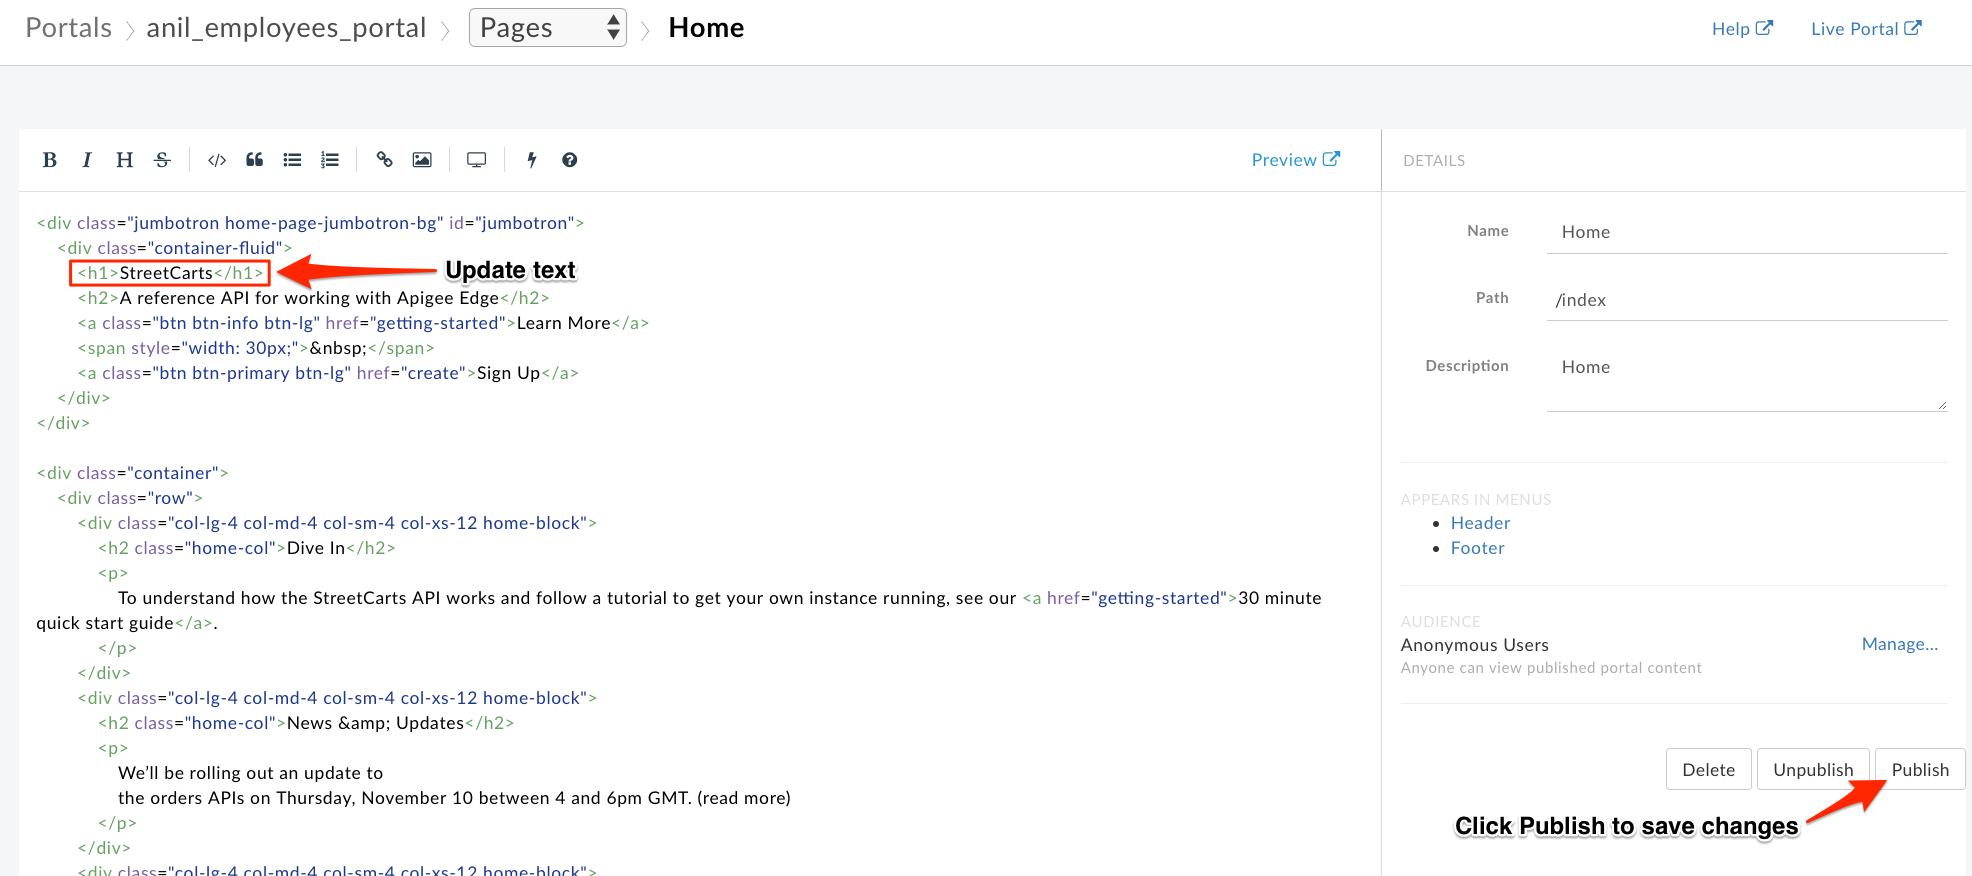 Portals > anil_employees_portal > Pages > Home
Help
Live Portal
B I H S </> “
Preview
DETAILS
<div class="jumbotron home-page-jumbotron-bg" id="jumbotron">
<div class="container-fluid">
<h1>StreetCarts</h1>
Update text
<h2>A reference API for working with Apigee Edge</h2>
<a class="btn btn-info btn-lg" href="getting-started">Learn More</a>
<span style="width: 30px;">&nbsp;</span>
<a class="btn btn-primary btn-lg" href="create">Sign Up</a>
</div>
</div>
<div class="container">
<div class="row">
<div class="col-lg-4 col-md-4 col-sm-4 col-xs-12 home-block">
<h2 class="home-col">Dive In</h2>
<p>
To understand how the StreetCarts API works and follow a tutorial to get your own instance running, see our <a href="getting-started">30 minute
quick start guide</a>.
</p>
</div>
<div class="col-lg-4 col-md-4 col-sm-4 col-xs-12 home-block">
<h2 class="home-col">News &amp; Updates</h2>
<p>
We’ll be rolling out an update to
the orders APIs on Thursday, November 10 between 4 and 6pm GMT. (read more)
</p>
</div>
<div class="col-lg-4 col-md-4 col-sm-4 col-xs-12 home-block">
Name
Home
Path
/index
Description
Home
APPEARS IN MENUS
• Header
• Footer
AUDIENCE
Anonymous Users
Manage...
Anyone can view published portal content
Delete
Unpublish
Publish
Click Publish to save changes